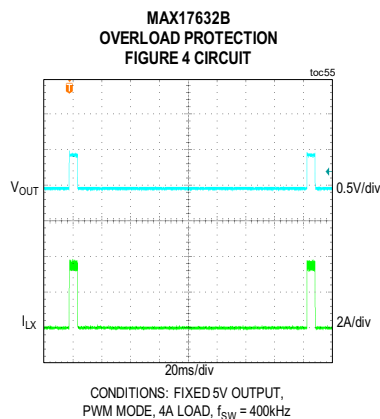 MAX17632B
OVERLOAD PROTECTION
FIGURE 4 CIRCUIT
toc55
T
VOUT
0.5V/div
ILX
2A/div
20ms/div
CONDITIONS: FIXED 5V OUTPUT,
PWM MODE, 4A LOAD, fSW = 400kHz